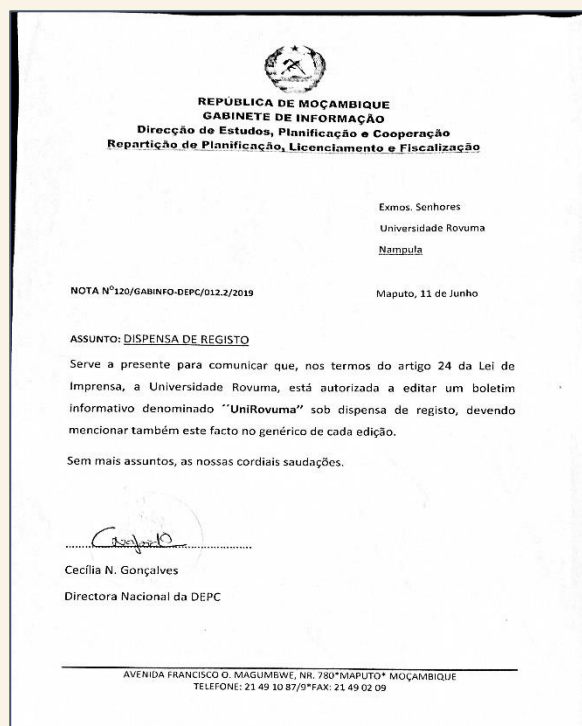 REPÚBLICA DE MOÇAMBIQUE
GABINETE DE INFORMAÇÃO
Direcção de Estudos, Planificação e Cooperação
Repartição de Planificação, Licenciamento e Fiscalização
Exmos. Senhores
Universidade Rovuma
Nampula
NOTA Nº120/GABINFO-DEPC/012.2/2019
Maputo, 11 de Junho
ASSUNTO: DISPENSA DE REGISTO
Serve a presente para comunicar que, nos termos do artigo 24 da Lei de
Imprensa, a Universidade Rovuma, está autorizada a editar um boletim
informativo denominado ´´UniRovuma” sob dispensa de registo, devendo
mencionar também este facto no genérico de cada edição.
Sem mais assuntos, as nossas cordiais saudações.
Cecília N. Gonçalves
Directora Nacional da DEPC
AVENIDA FRANCISCO O. MAGUMBWE, NR. 780*MAPUTO* MOÇAMBIQUE
TELEFONE: 21 49 10 87/9*FAX: 21 49 02 09